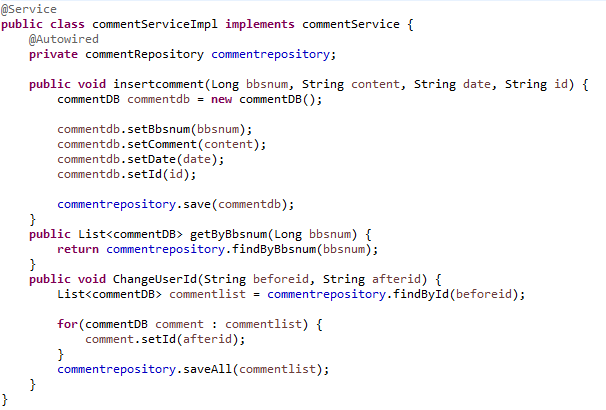 @Service
public class commentServiceImpl implements commentService {
    @Autowired
    private commentRepository commentrepository;

    public void insertcomment(Long bbsnum, String content, String date, String id) {
        commentDB commentdb = new commentDB();

        commentdb.setBbsnum(bbsnum);
        commentdb.setComment(content);
        commentdb.setDate(date);
        commentdb.setId(id);

        commentrepository.save(commentdb);
    }
    public List<commentDB> getByBbsnum(Long bbsnum) {
        return commentrepository.findByBbsnum(bbsnum);
    }
    public void ChangeUserId(String beforeid, String afterid) {
        List<commentDB> commentlist = commentrepository.findById(beforeid);

        for(commentDB comment : commentlist) {
            comment.setId(afterid);
        }
        commentrepository.saveAll(commentlist);
    }
}